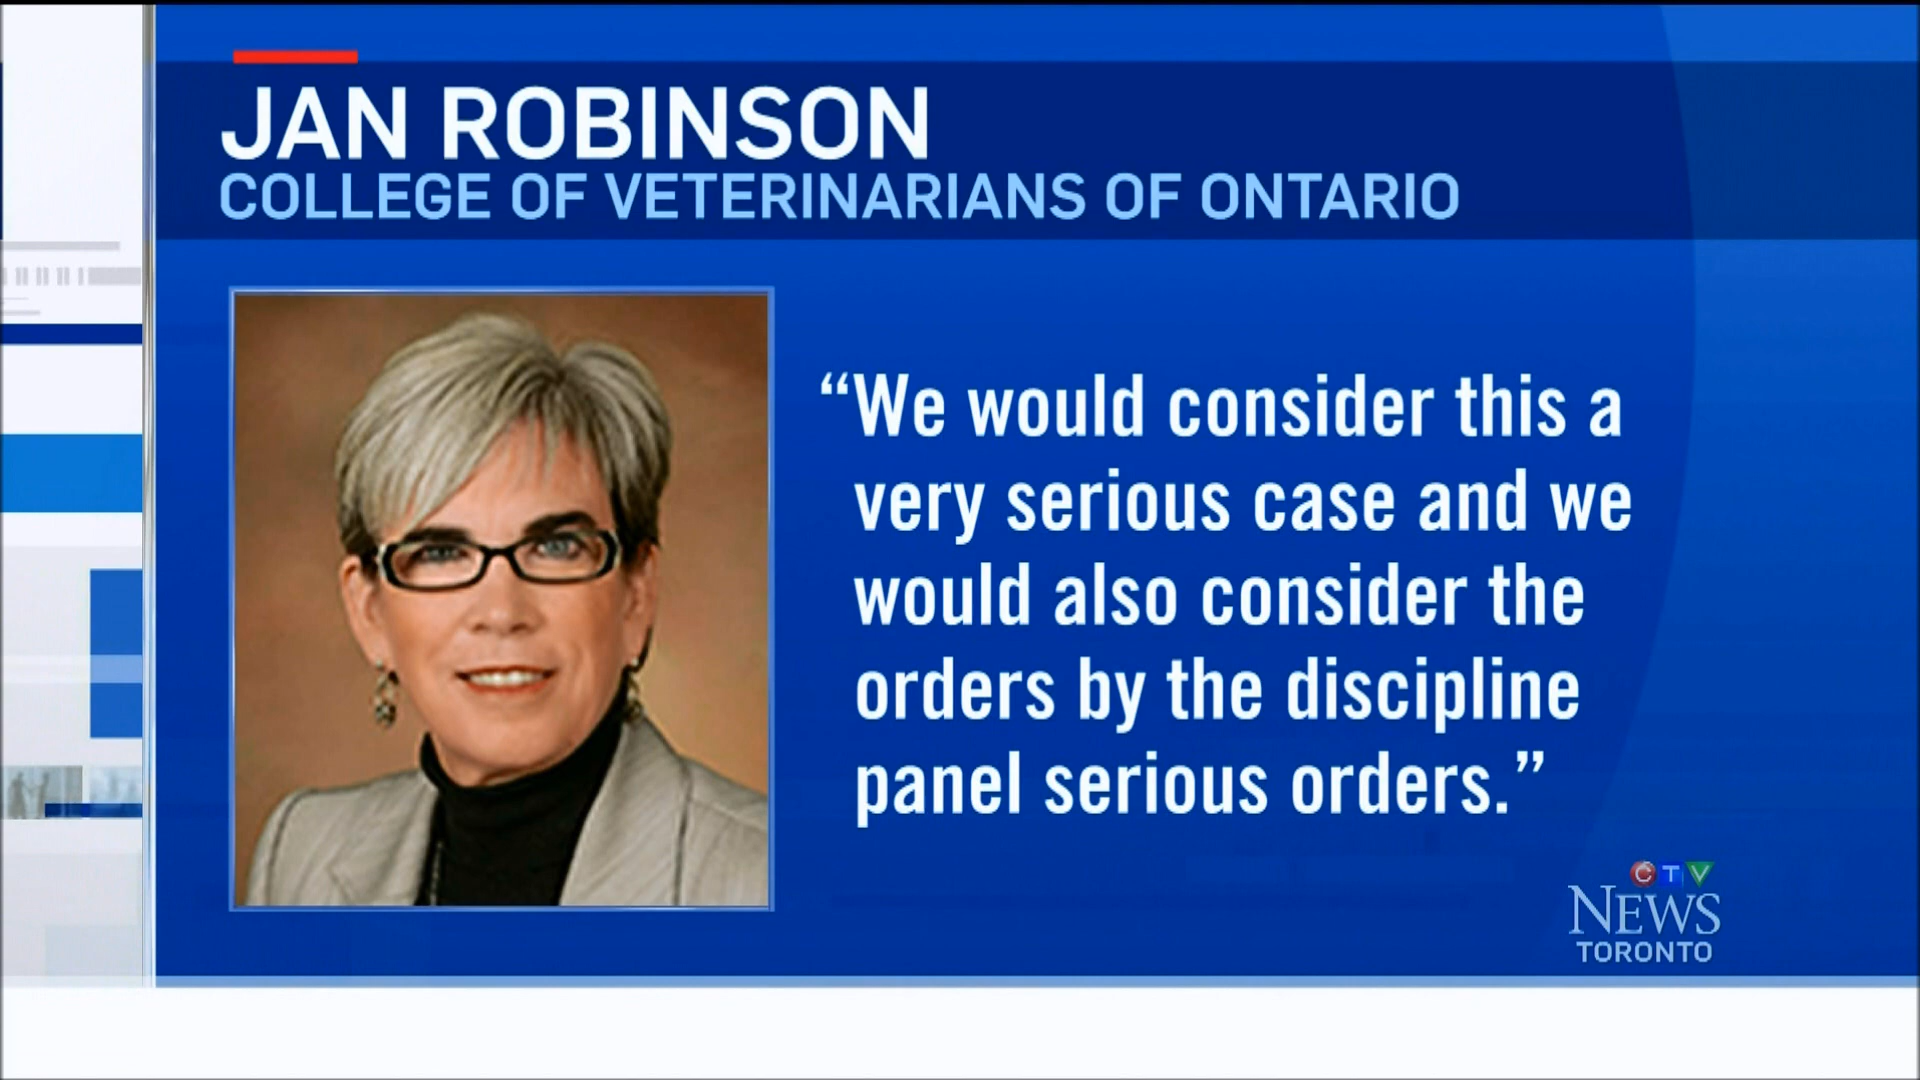 JAN ROBINSON
COLLEGE OF VETERINARIANS OF ONTARIO
“We would consider this a
very serious case and we
would also consider the
orders by the discipline
panel serious orders.”
CTV
NEWS
TORONTO